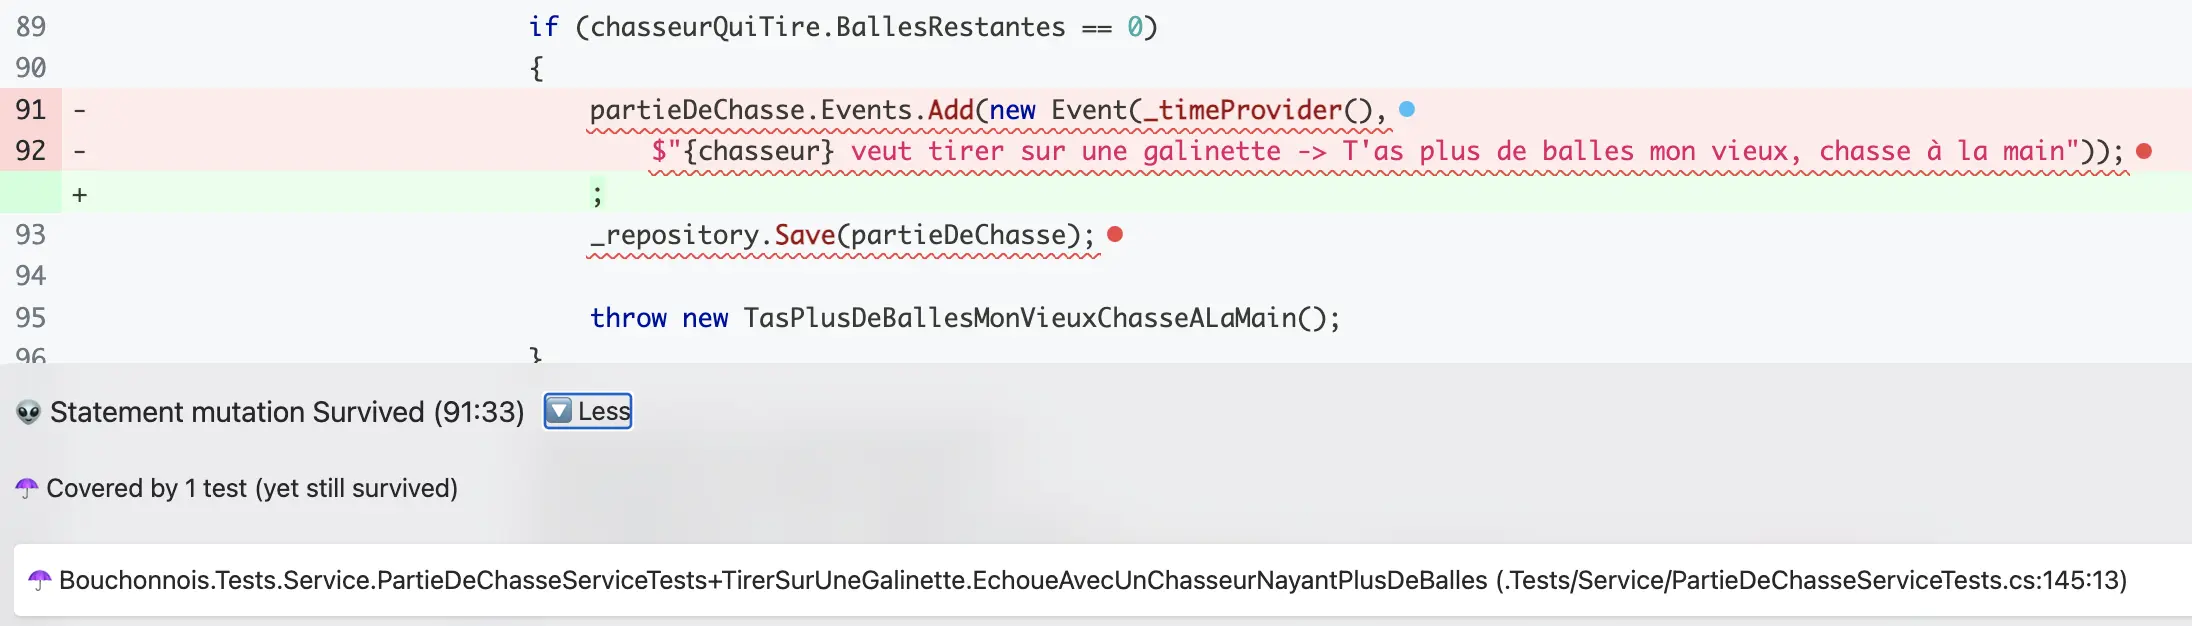 89 if (chasseurQuiTire.BallesRestantes == 0)
90 {
91 - partieDeChasse.Events.Add(new Event(_timeProvider(),
92 - $"{chasseur} veut tirer sur une galinette -> T'as plus de balles mon vieux, chasse à la main"));
+ ;
93 _repository.Save(partieDeChasse);
94
95 throw new TasPlusDeBallesMonVieuxChasseALaMain();
96 }
👽 Statement mutation Survived (91:33) 🔽 Less
☂️ Covered by 1 test (yet still survived)
☂️ Bouchonnois.Tests.Service.PartieDeChasseServiceTests+TirerSurUneGalinette.EchoueAvecUnChasseurNayantPlusDeBalles (.Tests/Service/PartieDeChasseServiceTests.cs:145:13)